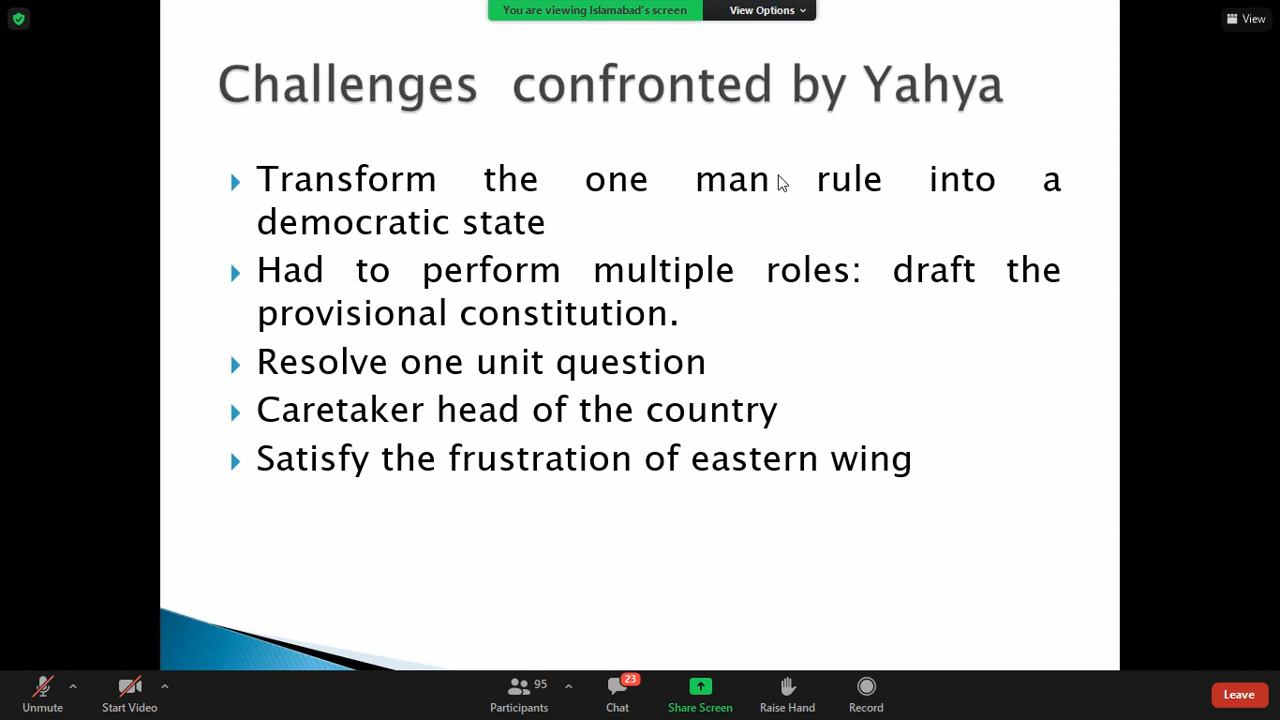 You are viewing Islamabad's screen
View Options
View
Challenges confronted by Yahya
Transform the one man rule into a
democratic state
Had to perform multiple roles: draft the
provisional constitution.
Resolve one unit question
Caretaker head of the country
Satisfy the frustration of eastern wing
Unmute
Start Video
95
Participants
23
Chat
Share Screen
Raise Hand
Record
Leave